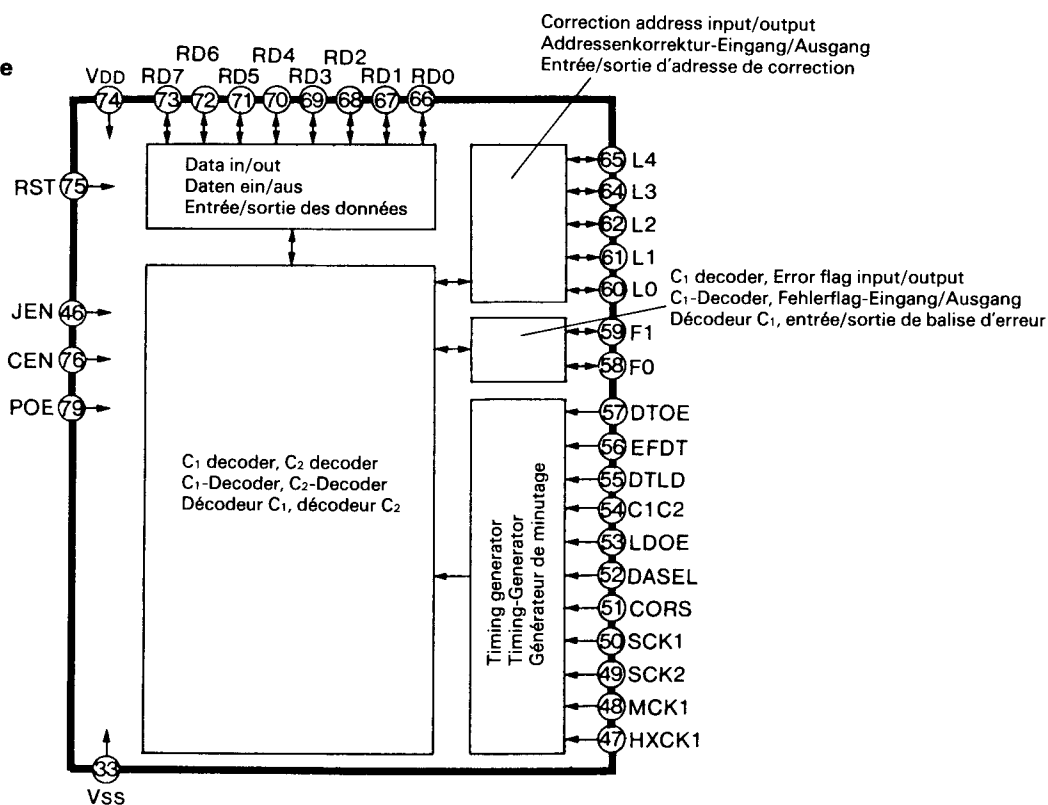 Correction address input/output
Addressenkorrektur-Eingang/Ausgang
Entrée/sortie d'adresse de correction
e
RD6 RD4 RD2
VDD RD7 RD5 RD3 RD1 RD0
74 73 72 71 70 69 68 67 66
Data in/out
Daten ein/aus
Entrée/sortie des données
RST 75
JEN 46
CEN 76
POE 79
65 L4
64 L3
62 L2
61 L1
60 L0
C1 decoder, Error flag input/output
C1-Decoder, Fehlerflag-Eingang/Ausgang
Décodeur C1, entrée/sortie de balise d'erreur
59 F1
58 F0
C1 decoder, C2 decoder
C1-Decoder, C2-Decoder
Décodeur C1, décodeur C2
Timing generator
Timing-Generator
Générateur de minutage
57 DTOE
56 EFDT
55 DTLD
54 C1C2
53 LDOE
52 DASEL
51 CORS
50 SCK1
49 SCK2
48 MCK1
47 HXCK1
33
VSS